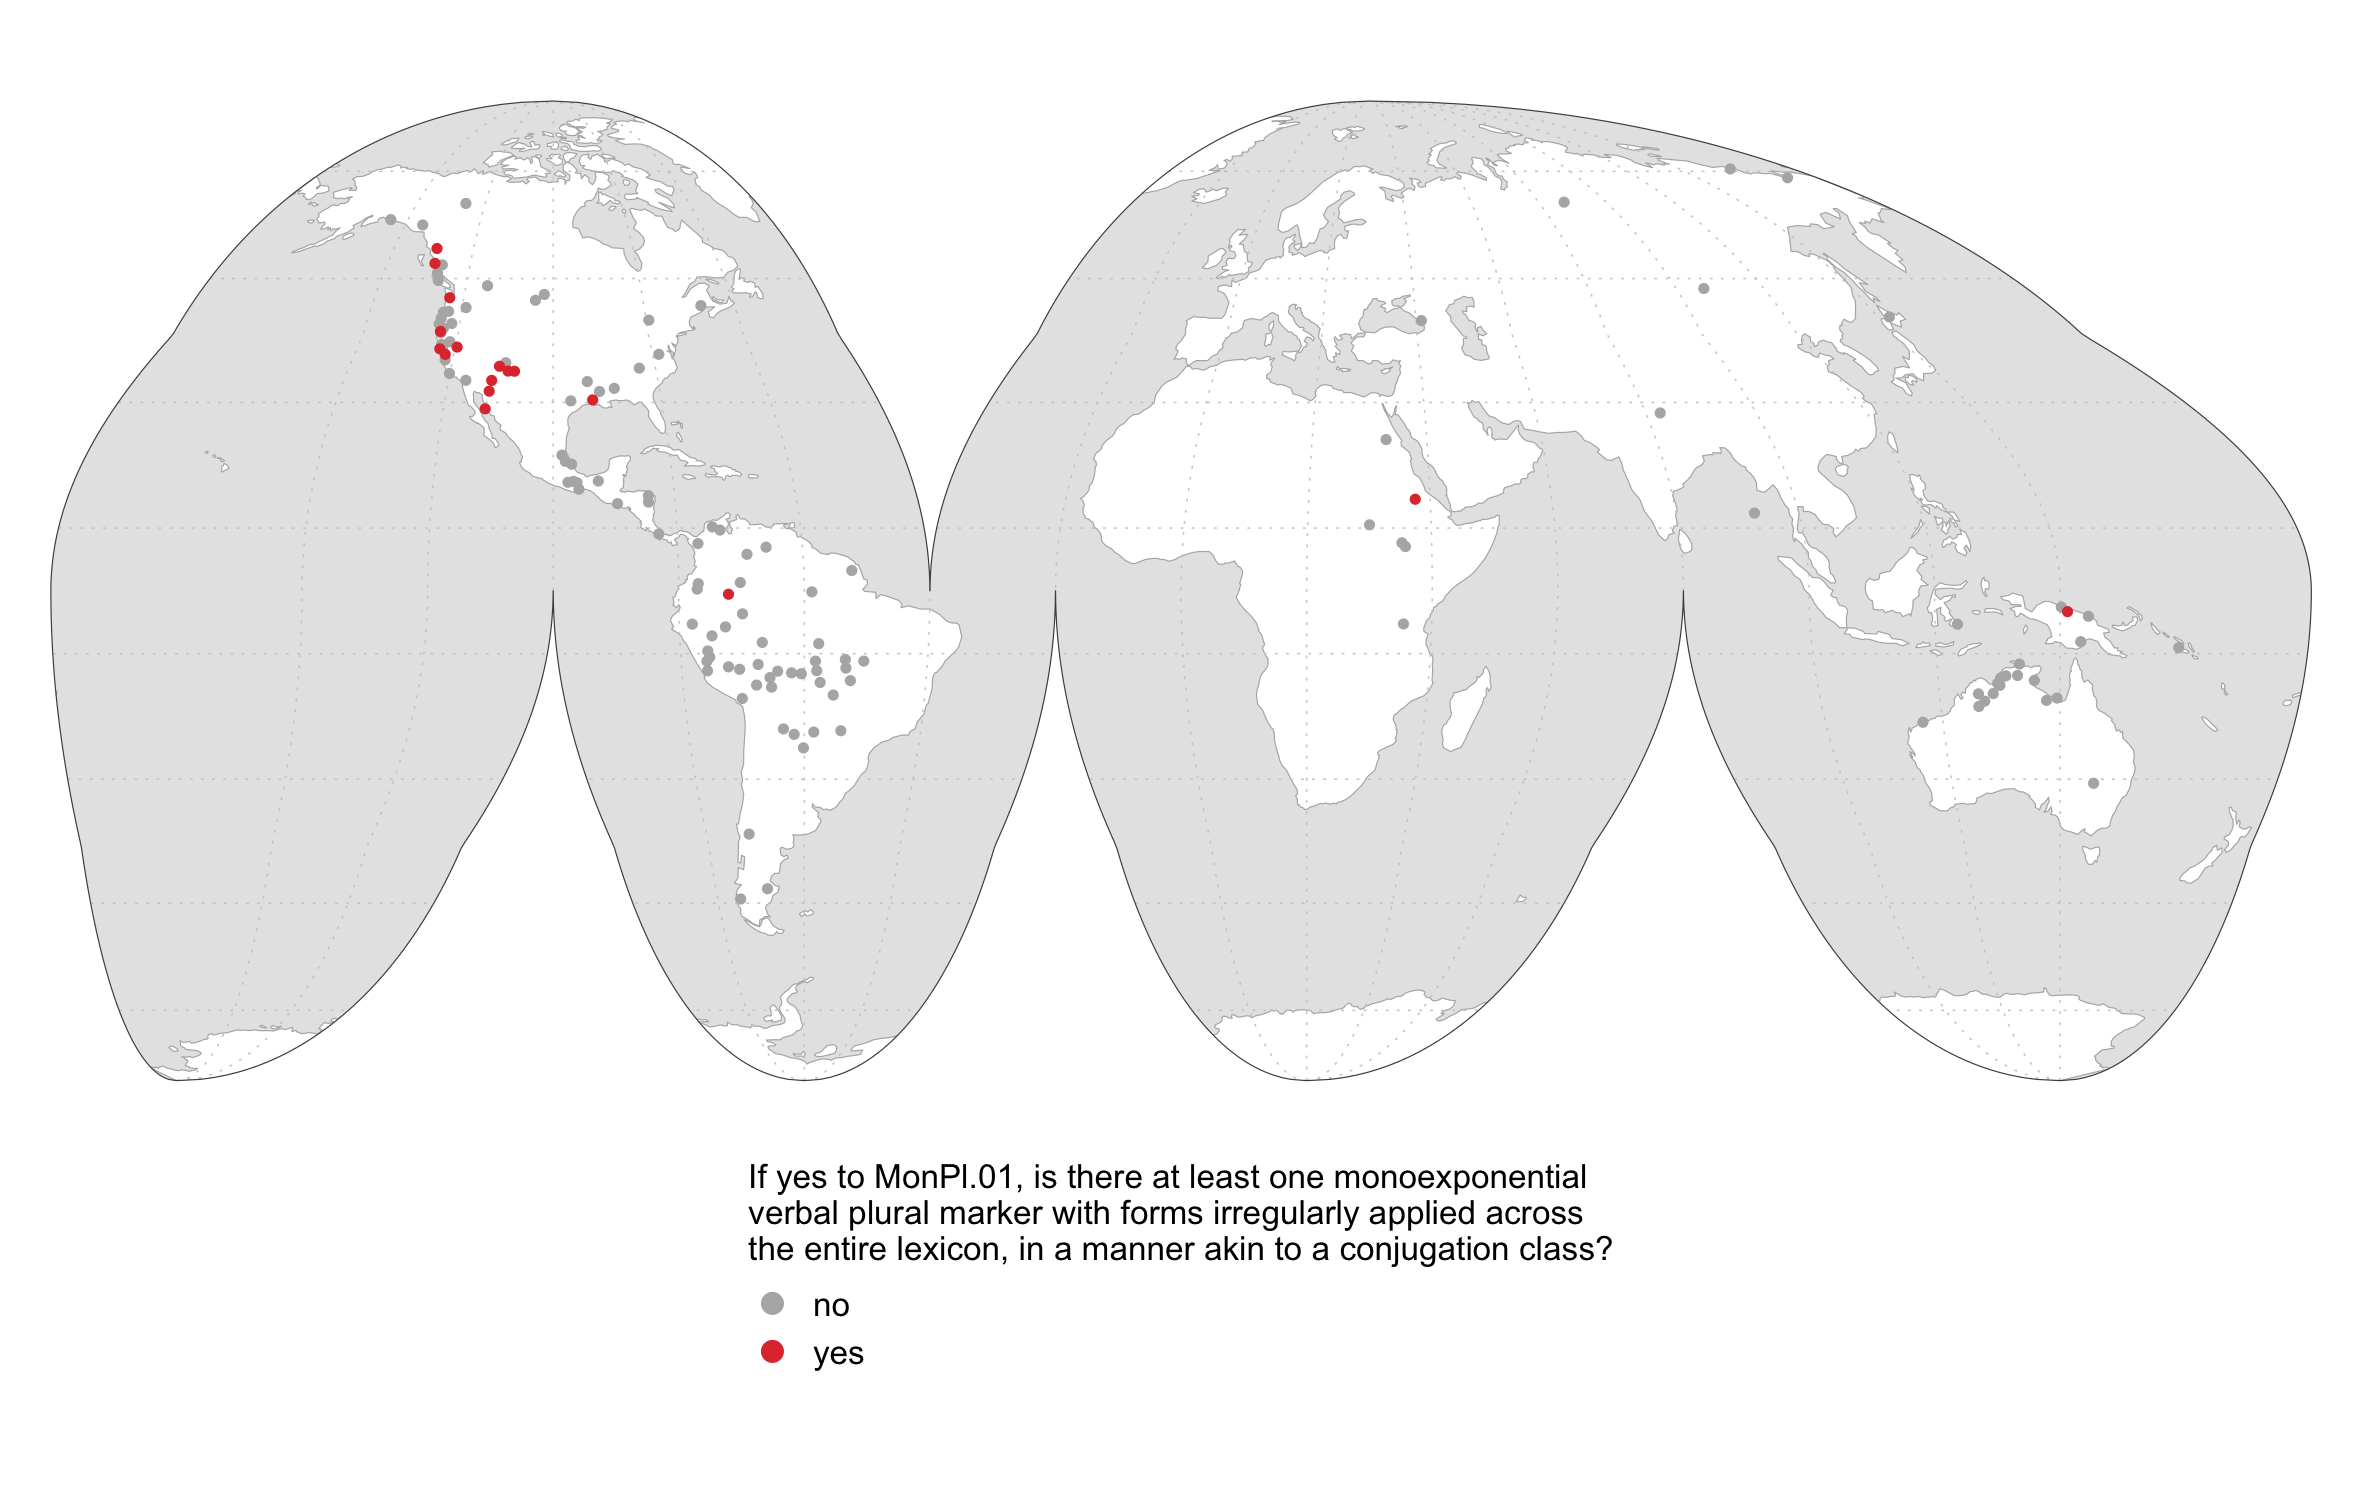 If yes to MonPl.01, is there at least one monoexponential
verbal plural marker with forms irregularly applied across
the entire lexicon, in a manner akin to a conjugation class?
no
yes